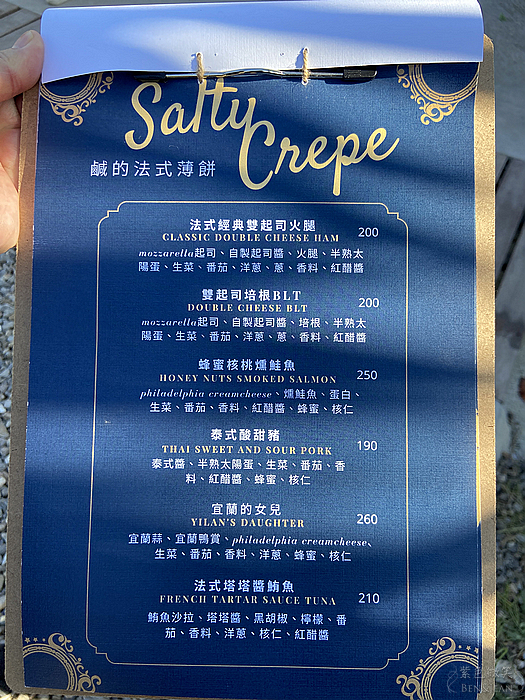 Salty
Crepe
鹹的法式薄餅
法式經典雙起司火腿
CLASSIC DOUBLE CHEESE HAM 200
mozzarella起司、自製起司醬、火腿、半熟太
陽蛋、生菜、番茄、洋蔥、蔥、香料、紅醋醬
雙起司培根BLT
DOUBLE CHEESE BLT 200
mozzarella起司、自製起司醬、培根、半熟太
陽蛋、生菜、番茄、洋蔥、蔥、香料、紅醋醬
蜂蜜核桃燻鮭魚
HONEY NUTS SMOKED SALMON 250
philadelphia creamcheese、燻鮭魚、蛋白、
生菜、番茄、香料、紅醋醬、蜂蜜、核仁
泰式酸甜豬
THAI SWEET AND SOUR PORK 190
泰式醬、半熟太陽蛋、生菜、番茄、香
料、紅醋醬、蜂蜜、核仁
宜蘭的女兒
YILAN'S DAUGHTER 260
宜蘭蒜、宜蘭鴨賞、philadelphia creamcheese、
生菜、番茄、香料、洋蔥、蜂蜜、核仁
法式塔塔醬鮪魚
FRENCH TARTAR SAUCE TUNA 210
鮪魚沙拉、塔塔醬、黑胡椒、檸檬、番
茄、香料、洋蔥、核仁、紅醋醬